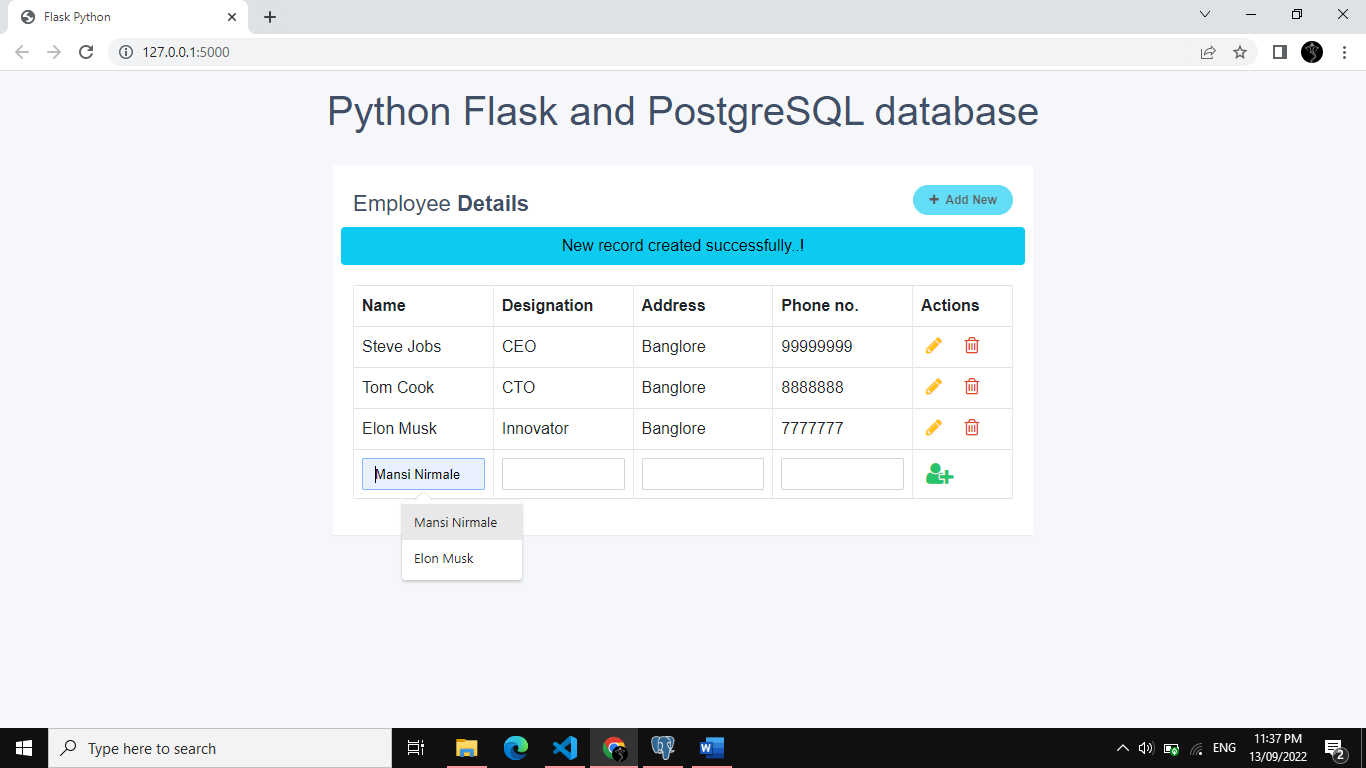 Flask Python
127.0.0.1:5000
Python Flask and PostgreSQL database
Employee Details
+ Add New
New record created successfully..!
Name Designation Address Phone no. Actions
Steve Jobs CEO Banglore 99999999
Tom Cook CTO Banglore 8888888
Elon Musk Innovator Banglore 7777777
Mansi Nirmale
Mansi Nirmale
Elon Musk
Type here to search
ENG
11:37 PM
13/09/2022
2